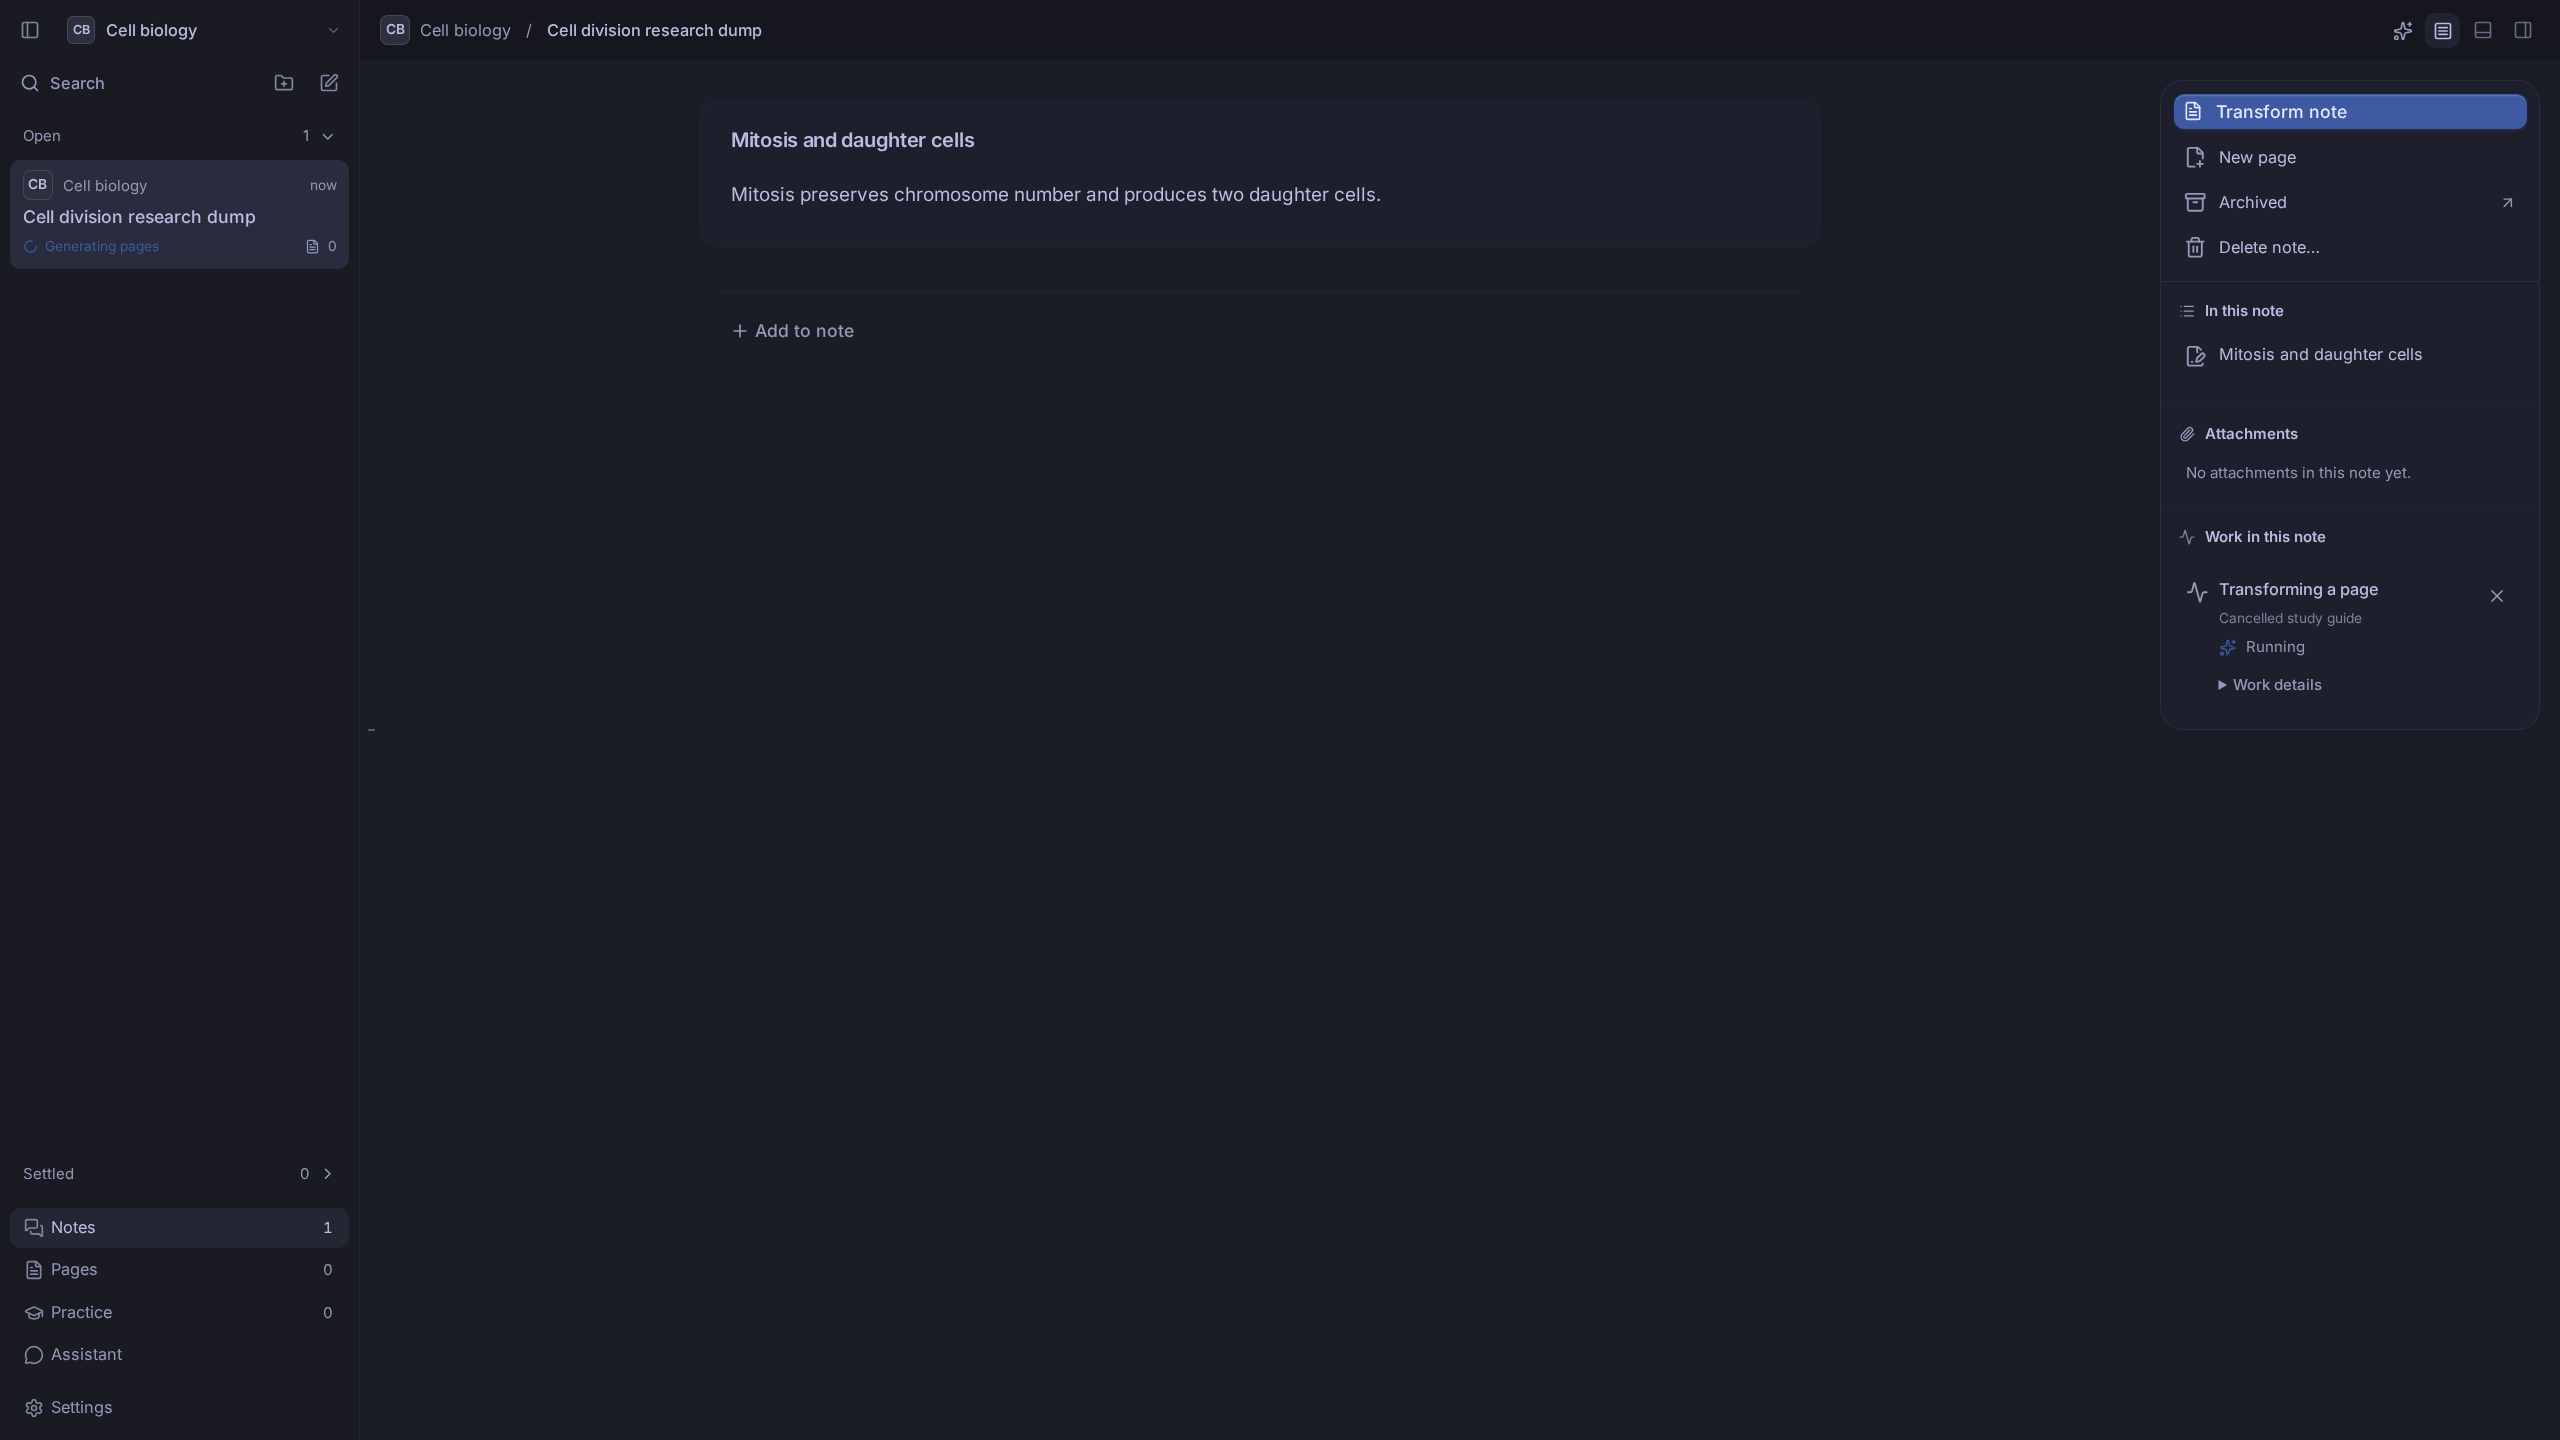 CB Cell biology
Search
Open 1
CB Cell biology now
Cell division research dump
Generating pages 0
Settled 0
Notes 1
Pages 0
Practice 0
Assistant
Settings
CB Cell biology / Cell division research dump
Mitosis and daughter cells
Mitosis preserves chromosome number and produces two daughter cells.
Add to note
Transform note
New page
Archived
Delete note...
In this note
Mitosis and daughter cells
Attachments
No attachments in this note yet.
Work in this note
Transforming a page
Cancelled study guide
Running
Work details